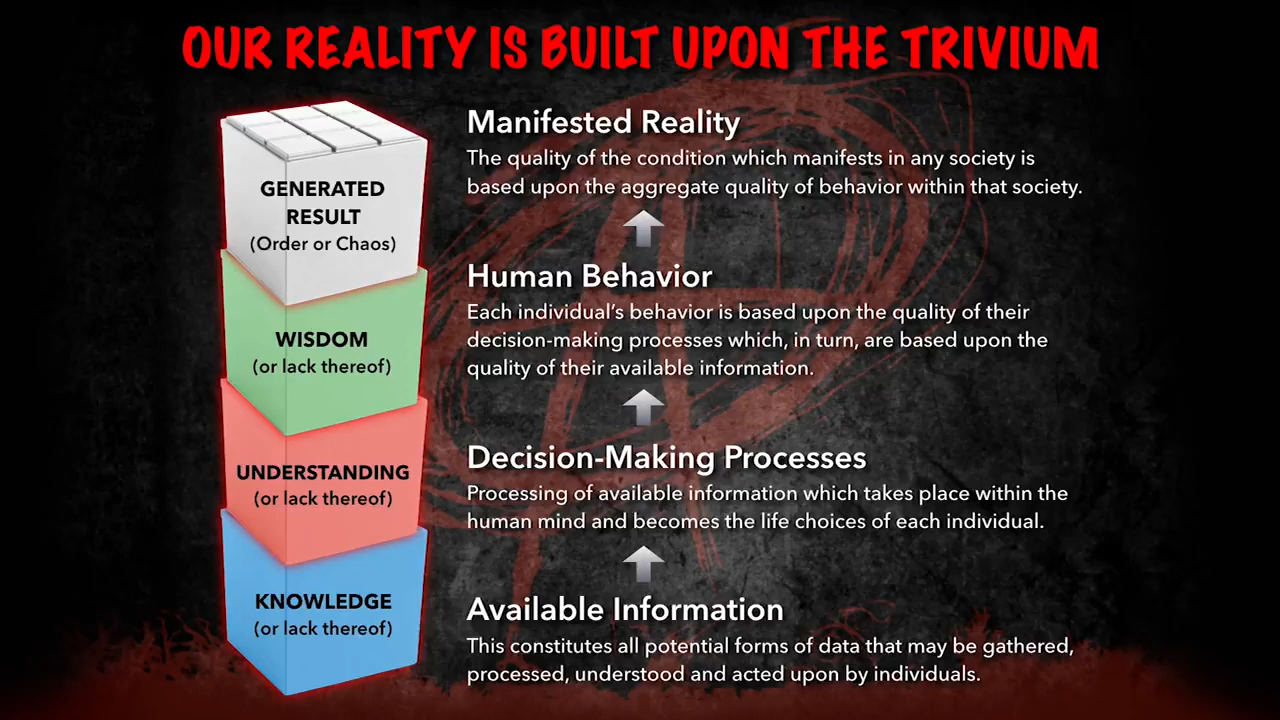 OUR REALITY IS BUILT UPON THE TRIVIUM
GENERATED
RESULT
(Order or Chaos)
Manifested Reality
The quality of the condition which manifests in any society is
based upon the aggregate quality of behavior within that society.
WISDOM
(or lack thereof)
Human Behavior
Each individual’s behavior is based upon the quality of their
decision-making processes which, in turn, are based upon the
quality of their available information.
UNDERSTANDING
(or lack thereof)
Decision-Making Processes
Processing of available information which takes place within the
human mind and becomes the life choices of each individual.
KNOWLEDGE
(or lack thereof)
Available Information
This constitutes all potential forms of data that may be gathered,
processed, understood and acted upon by individuals.